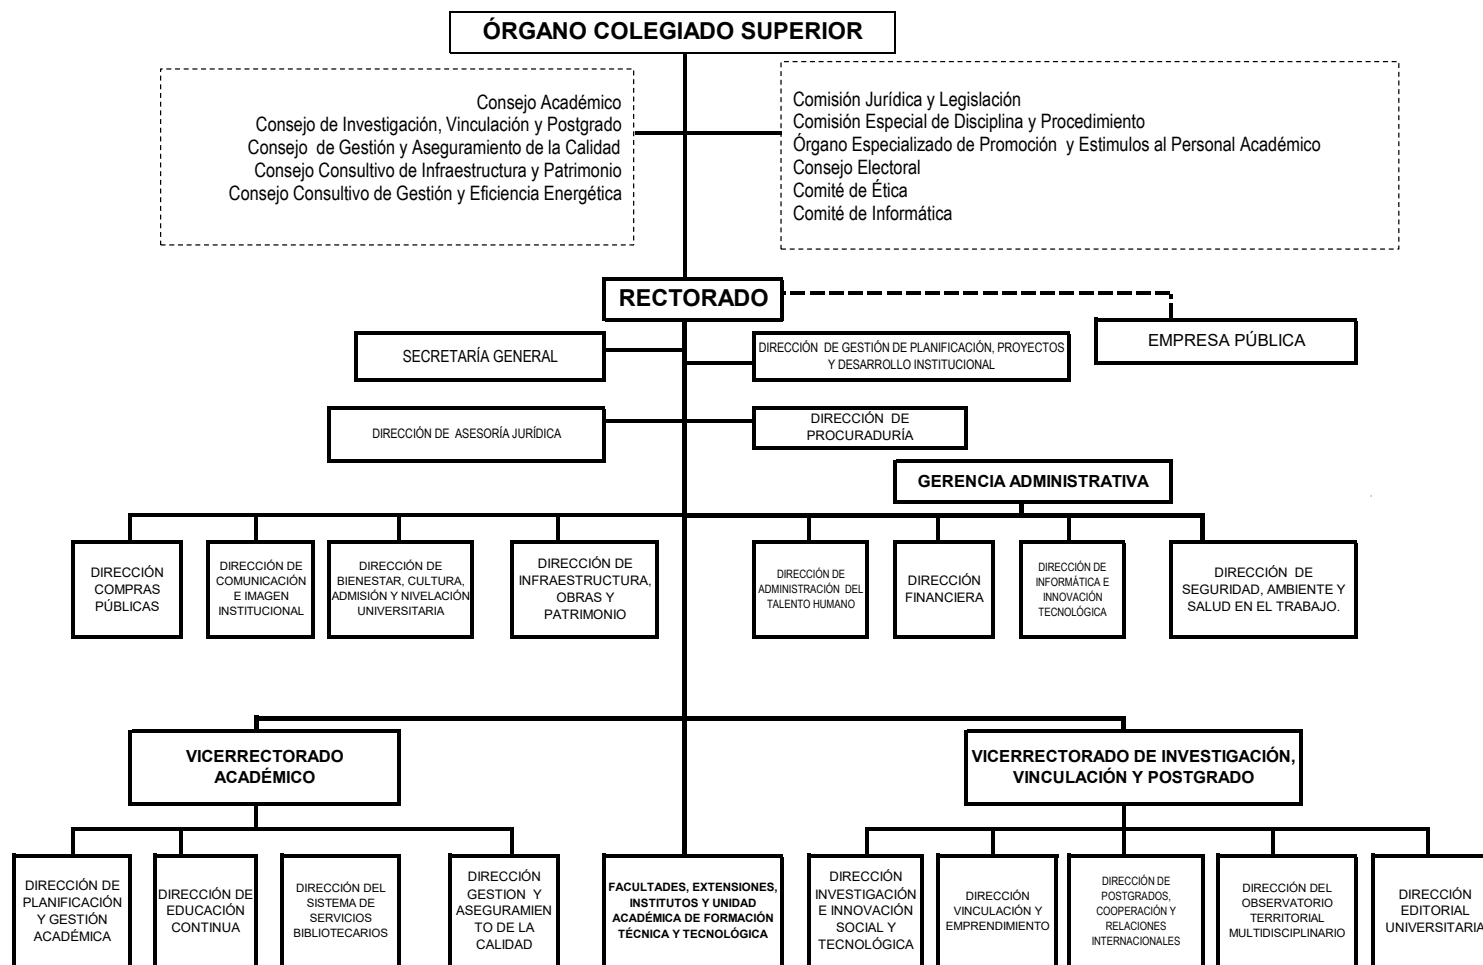 ÓRGANO COLEGIADO SUPERIOR
Consejo Académico
Consejo de Investigación, Vinculación y Postgrado
Consejo de Gestión y Aseguramiento de la Calidad
Consejo Consultivo de Infraestructura y Patrimonio
Consejo Consultivo de Gestión y Eficiencia Energética
Comisión Jurídica y Legislación
Comisión Especial de Disciplina y Procedimiento
Órgano Especializado de Promoción y Estimulos al Personal Académico
Consejo Electoral
Comité de Ética
Comité de Informática
RECTORADO
EMPRESA PÚBLICA
SECRETARÍA GENERAL
DIRECCIÓN DE GESTIÓN DE PLANIFICACIÓN, PROYECTOS
Y DESARROLLO INSTITUCIONAL
DIRECCIÓN DE ASESORÍA JURÍDICA
DIRECCIÓN DE
PROCURADURÍA
GERENCIA ADMINISTRATIVA
DIRECCIÓN
COMPRAS
PÚBLICAS
DIRECCIÓN DE
COMUNICACIÓN
E IMAGEN
INSTITUCIONAL
DIRECCIÓN DE
BIENESTAR, CULTURA,
ADMISIÓN Y NIVELACIÓN
UNIVERSITARIA
DIRECCIÓN DE
INFRAESTRUCTURA,
OBRAS Y
PATRIMONIO
DIRECCIÓN DE
ADMINISTRACIÓN DEL
TALENTO HUMANO
DIRECCIÓN
FINANCIERA
DIRECCIÓN DE
INFORMÁTICA E
INNOVACIÓN
TECNOLÓGICA
DIRECCIÓN DE
SEGURIDAD, AMBIENTE Y
SALUD EN EL TRABAJO.
VICERRECTORADO
ACADÉMICO
VICERRECTORADO DE INVESTIGACIÓN,
VINCULACIÓN Y POSTGRADO
DIRECCIÓN DE
PLANIFICACIÓN
Y GESTIÓN
ACADÉMICA
DIRECCIÓN DE
EDUCACIÓN
CONTINUA
DIRECCIÓN DEL
SISTEMA DE
SERVICIOS
BIBLIOTECARIOS
DIRECCIÓN
GESTION Y
ASEGURAMIEN
TO DE LA
CALIDAD
FACULTADES, EXTENSIONES,
INSTITUTOS Y UNIDAD
ACADÉMICA DE FORMACIÓN
TÉCNICA Y TECNOLÓGICA
DIRECCIÓN
INVESTIGACIÓN
E INNOVACIÓN
SOCIAL Y
TECNOLÓGICA
DIRECCIÓN
VINCULACIÓN Y
EMPRENDIMIENTO
DIRECCIÓN DE
POSTGRADOS,
COOPERACIÓN Y
RELACIONES
INTERNACIONALES
DIRECCIÓN DEL
OBSERVATORIO
TERRITORIAL
MULTIDISCIPLINARIO
DIRECCIÓN
EDITORIAL
UNIVERSITARIA